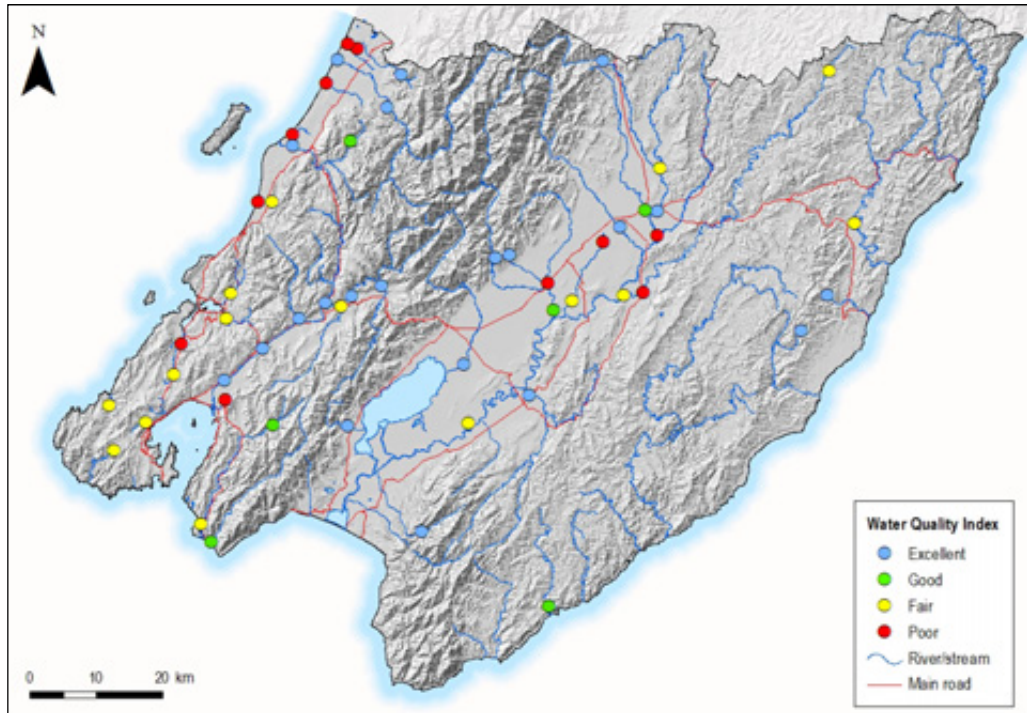 N
Water Quality Index
Excellent
Good
Fair
Poor
River/stream
Main road
0 10 20 km